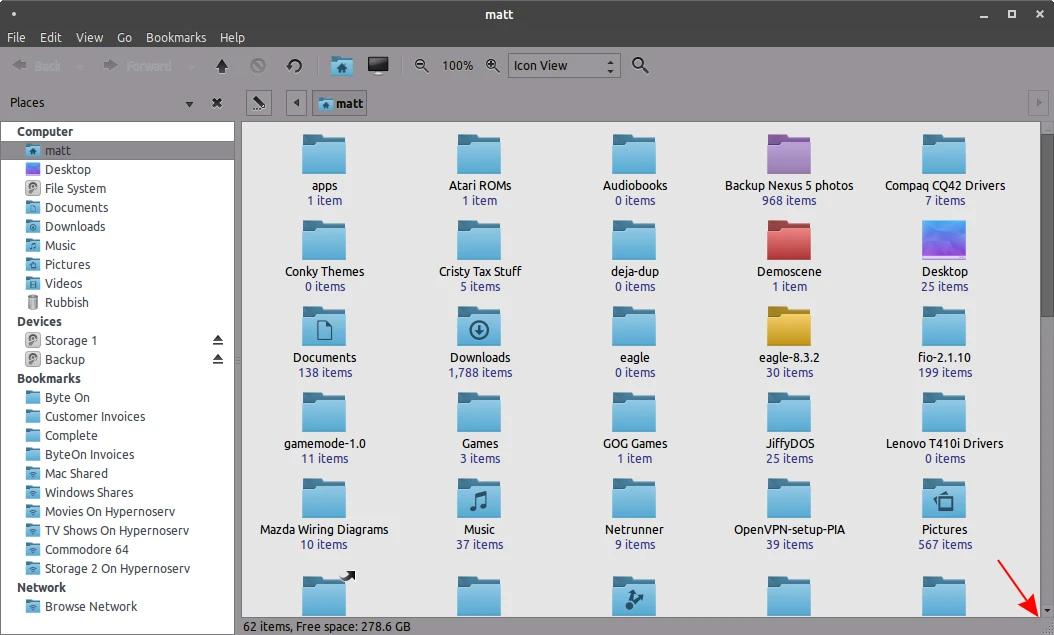 matt
File Edit View Go Bookmarks Help
Back Forward 100% Icon View
Places matt
Computer
matt
Desktop
File System
Documents
Downloads
Music
Pictures
Videos
Rubbish
Devices
Storage 1
Backup
Bookmarks
Byte On
Customer Invoices
Complete
ByteOn Invoices
Mac Shared
Windows Shares
Movies On Hypernoserv
TV Shows On Hypernoserv
Commodore 64
Storage 2 On Hypernoserv
Network
Browse Network
apps Atari ROMs Audiobooks Backup Nexus 5 photos Compaq CQ42 Drivers
1 item 1 item 0 items 968 items 7 items
Conky Themes Cristy Tax Stuff deja-dup Demoscene Desktop
0 items 5 items 0 items 1 item 25 items
Documents Downloads eagle eagle-8.3.2 fio-2.1.10
138 items 1,788 items 0 items 30 items 199 items
gamemode-1.0 Games GOG Games JiffyDOS Lenovo T410i Drivers
11 items 3 items 1 item 25 items 0 items
Mazda Wiring Diagrams Music Netrunner OpenVPN-setup-PIA Pictures
10 items 37 items 9 items 39 items 567 items
62 items, Free space: 278.6 GB